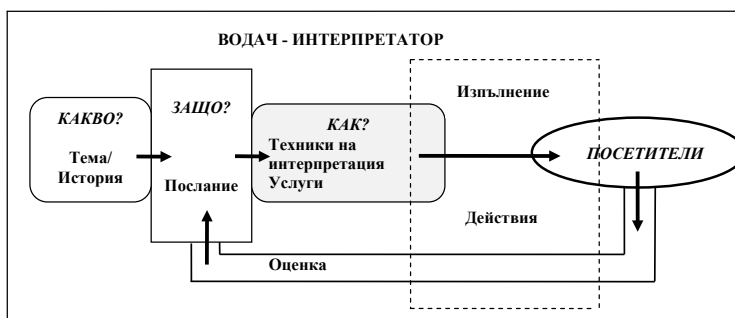 ВОДАЧ - ИНТЕРПРЕТАТОР
КАКВО?
Тема/
История
ЗАЩО?
Послание
КАК?
Техники на
интерпретация
Услуги
Изпълнение
Действия
ПОСЕТИТЕЛИ
Оценка